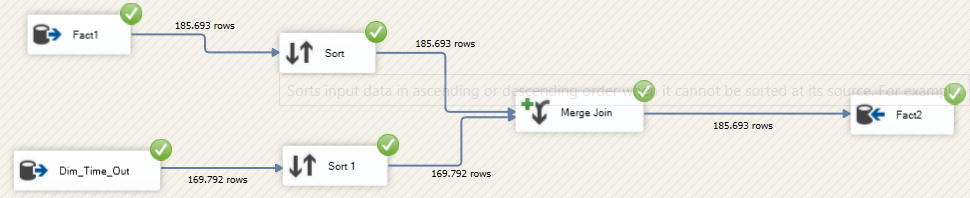 Fact1
185.693 rows
Sort
185.693 rows
Sorts input data in ascending or descending order when it cannot be sorted at its source. For example
Merge Join
185.693 rows
Fact2
Dim_Time_Out
169.792 rows
Sort 1
169.792 rows